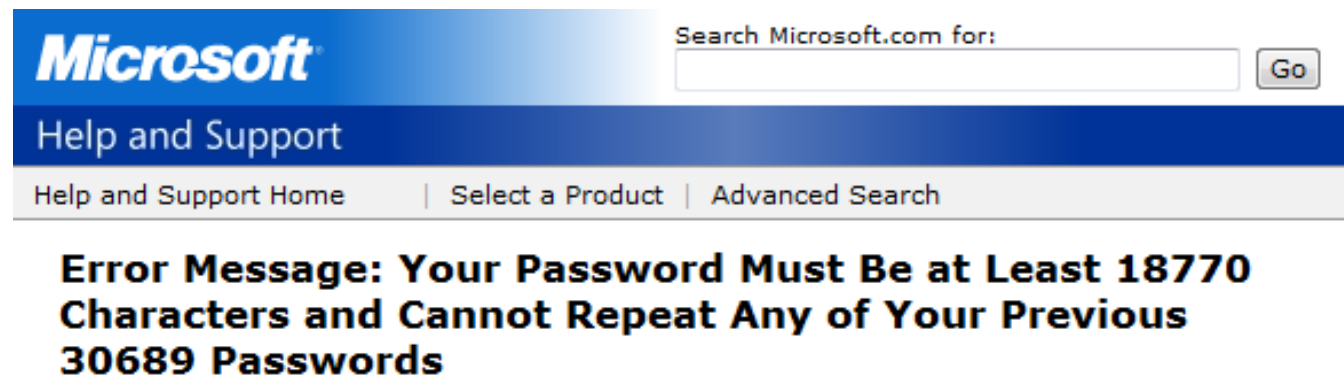 Microsoft
Search Microsoft.com for:
Go
Help and Support
Help and Support Home | Select a Product | Advanced Search
Error Message: Your Password Must Be at Least 18770
Characters and Cannot Repeat Any of Your Previous
30689 Passwords